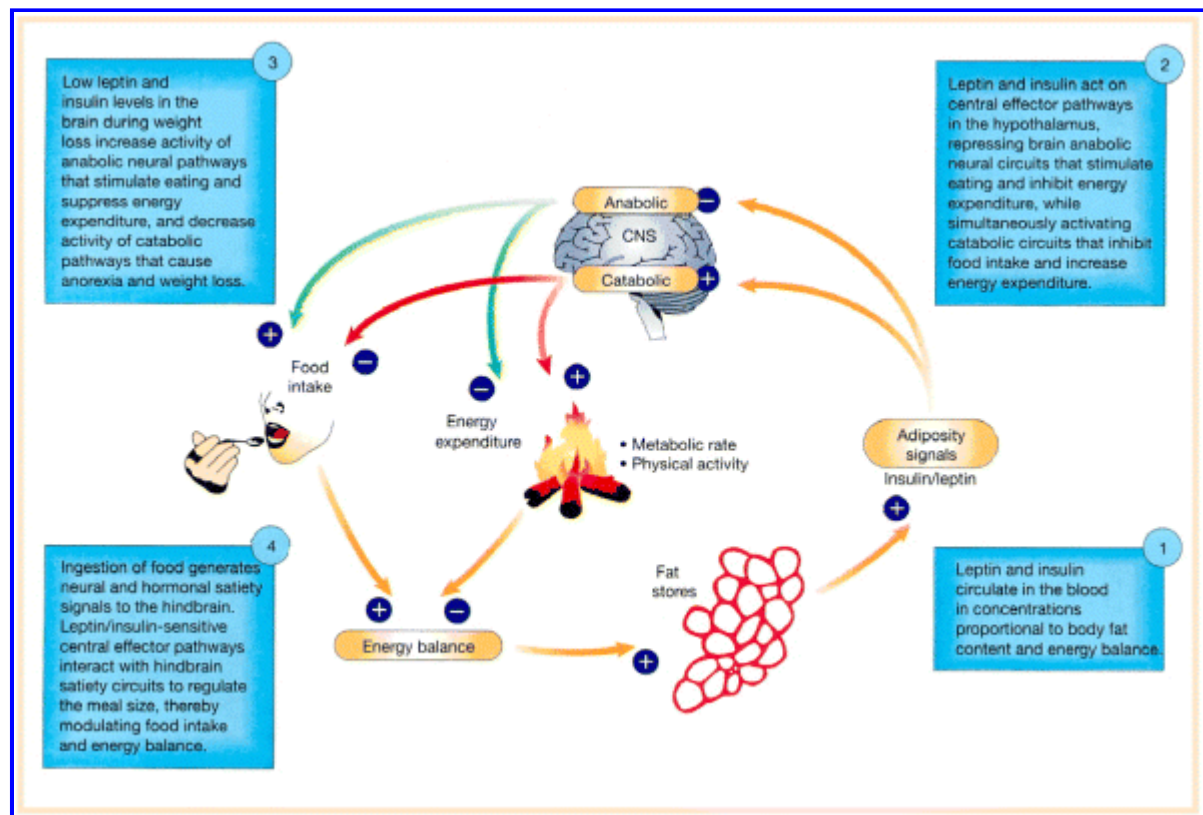 3
Low leptin and
insulin levels in the
brain during weight
loss increase activity of
anabolic neural pathways
that stimulate eating and
suppress energy
expenditure, and decrease
activity of catabolic
pathways that cause
anorexia and weight loss.
2
Leptin and insulin act on
central effector pathways
in the hypothalamus,
repressing brain anabolic
neural circuits that stimulate
eating and inhibit energy
expenditure, while
simultaneously activating
catabolic circuits that inhibit
food intake and increase
energy expenditure.
Anabolic
−
CNS
Catabolic
+
+
Food
intake
−
−
+
Energy
expenditure
• Metabolic rate
• Physical activity
Adiposity
signals
Insulin/leptin
+
4
Ingestion of food generates
neural and hormonal satiety
signals to the hindbrain.
Leptin/insulin-sensitive
central effector pathways
interact with hindbrain
satiety circuits to regulate
the meal size, thereby
modulating food intake
and energy balance.
+
−
Energy balance
+
Fat
stores
1
Leptin and insulin
circulate in the blood
in concentrations
proportional to body fat
content and energy balance.